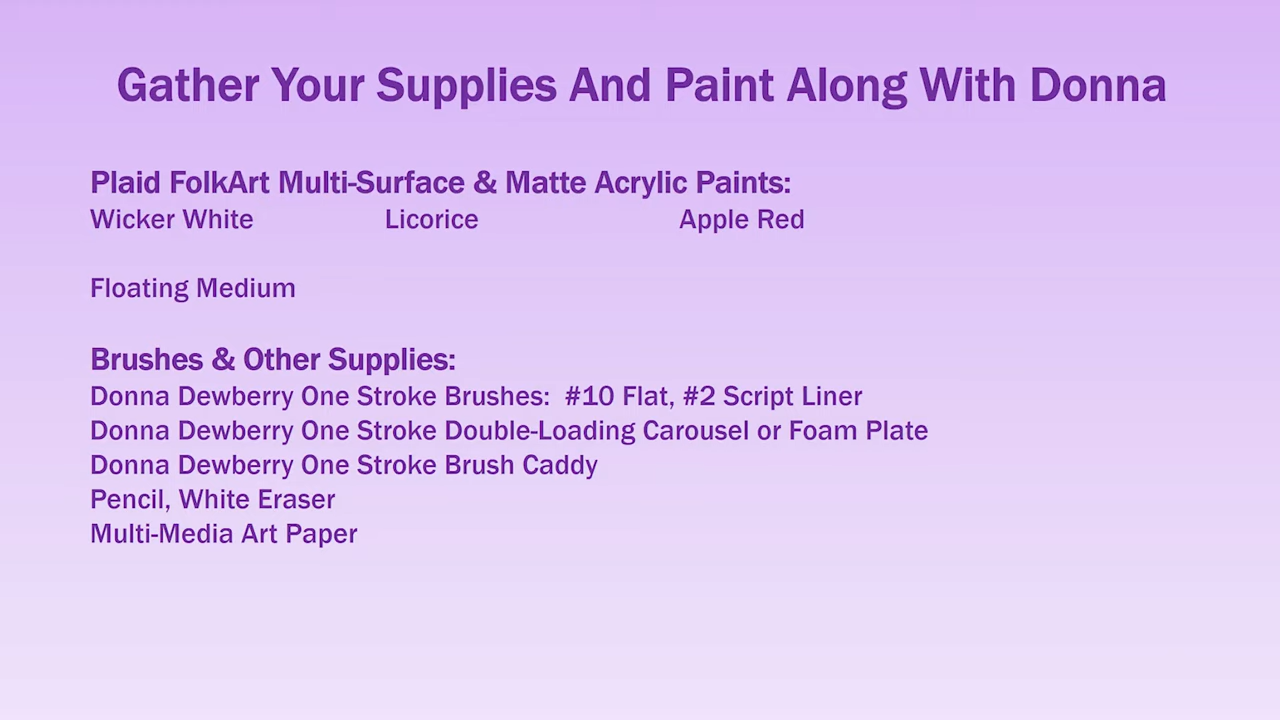 Gather Your Supplies And Paint Along With Donna
Plaid FolkArt Multi-Surface & Matte Acrylic Paints:
Wicker White Licorice Apple Red
Floating Medium
Brushes & Other Supplies:
Donna Dewberry One Stroke Brushes: #10 Flat, #2 Script Liner
Donna Dewberry One Stroke Double-Loading Carousel or Foam Plate
Donna Dewberry One Stroke Brush Caddy
Pencil, White Eraser
Multi-Media Art Paper